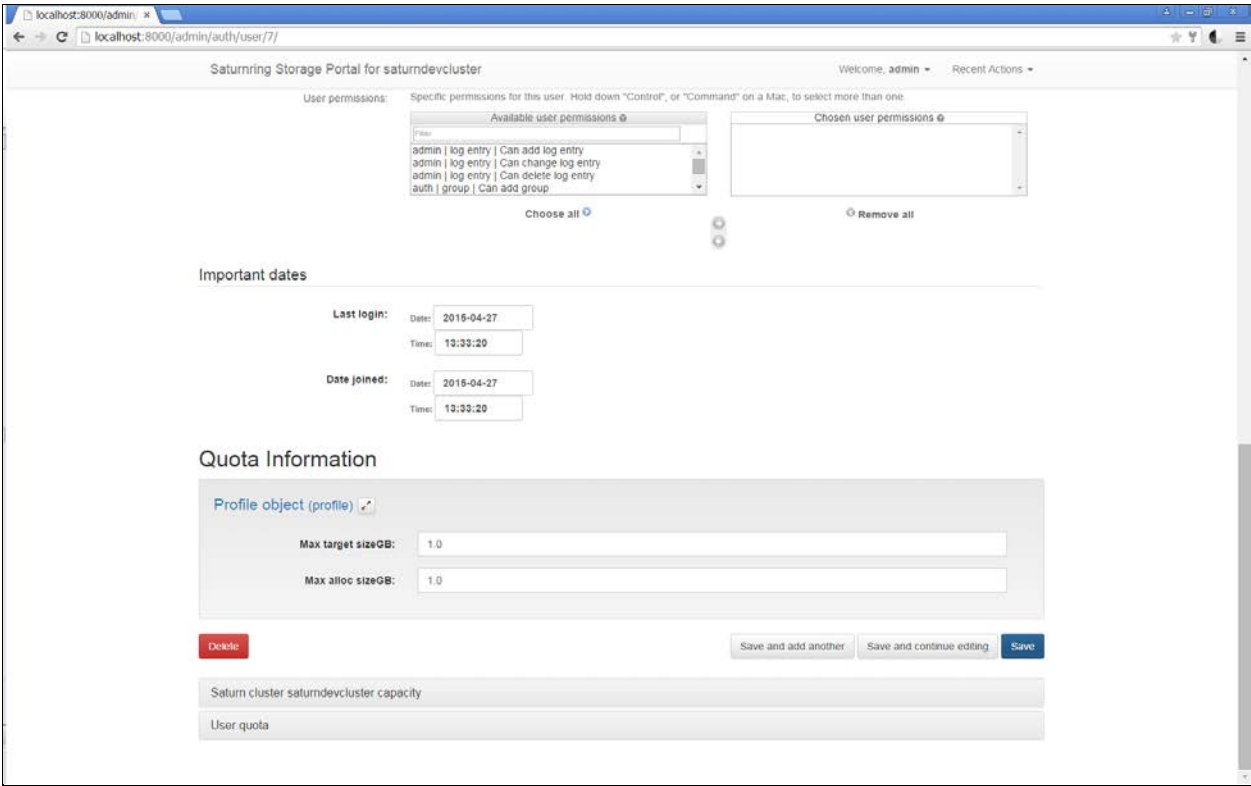 localhost:8000/admin/
localhost:8000/admin/auth/user/7/
Saturnring Storage Portal for saturndevcluster
Welcome, admin
Recent Actions
User permissions:
Specific permissions for this user. Hold down "Control", or "Command" on a Mac, to select more than one.
Available user permissions
Filter
admin | log entry | Can add log entry
admin | log entry | Can change log entry
admin | log entry | Can delete log entry
auth | group | Can add group
Choose all
Chosen user permissions
Remove all
Important dates
Last login:
Date: 2015-04-27
Time: 13:33:20
Date joined:
Date: 2015-04-27
Time: 13:33:20
Quota Information
Profile object (profile)
Max target sizeGB: 1.0
Max alloc sizeGB: 1.0
Delete
Save and add another
Save and continue editing
Save
Saturn cluster saturndevcluster capacity
User quota